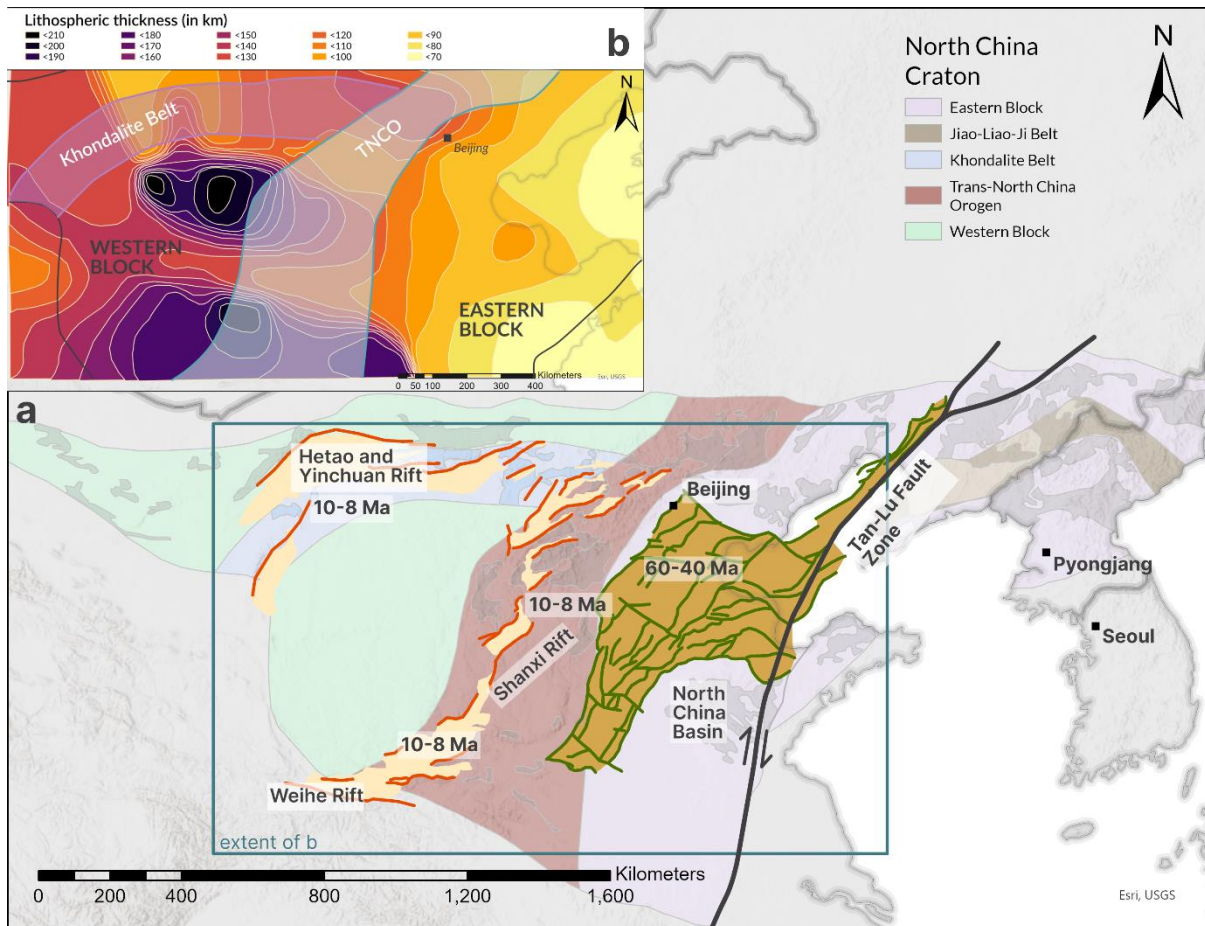 Lithospheric thickness (in km)
<210 <180 <150 <120 <90
<200 <170 <140 <110 <80
<190 <160 <130 <100 <70
b
N
Khondalite Belt
TNCO
Beijing
WESTERN
BLOCK
EASTERN
BLOCK
Kilometers
0 50 100 200 300 400
Esri, USGS
North China
Craton
Eastern Block
Jiao-Liao-Ji Belt
Khondalite Belt
Trans-North China
Orogen
Western Block
N
a
Hetao and
Yinchuan Rift
10-8 Ma
Beijing
60-40 Ma
Tan-Lu Fault
Zone
Pyongjang
Seoul
10-8 Ma
Shanxi Rift
North
China
Basin
10-8 Ma
Weihe Rift
extent of b
Kilometers
0 200 400 800 1,200 1,600
Esri, USGS